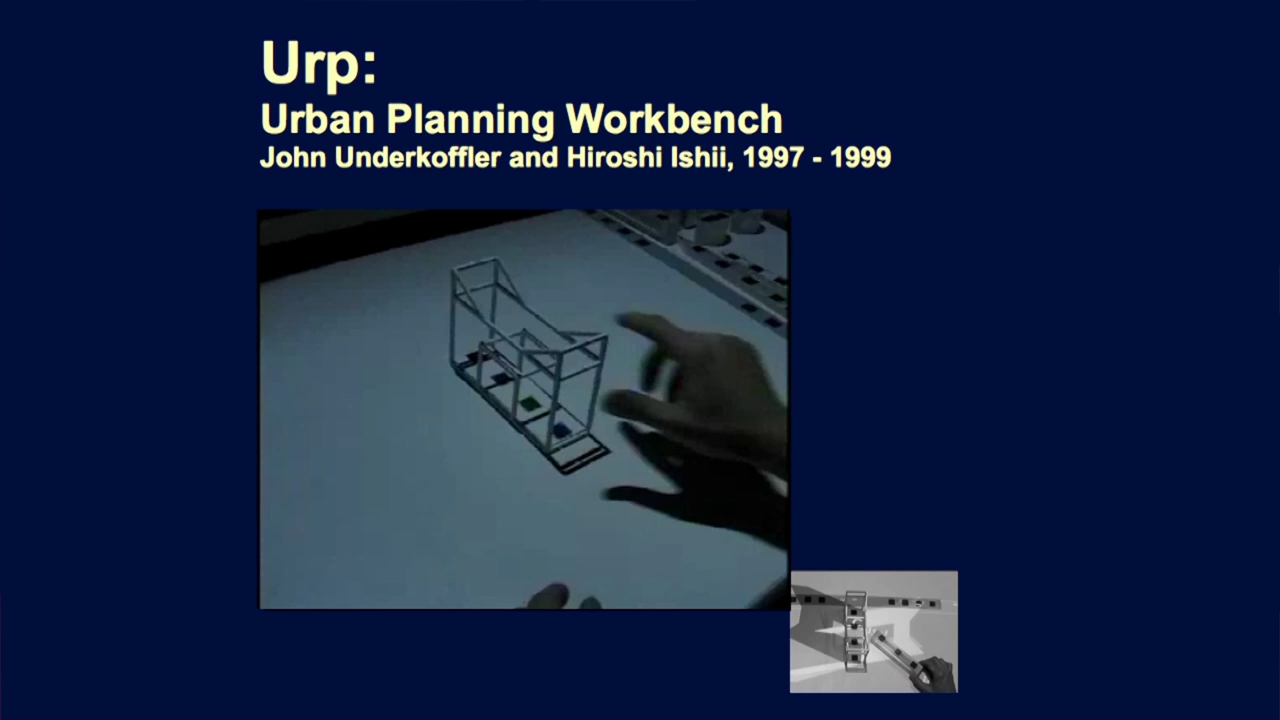 Urp:
Urban Planning Workbench
John Underkoffler and Hiroshi Ishii, 1997 - 1999